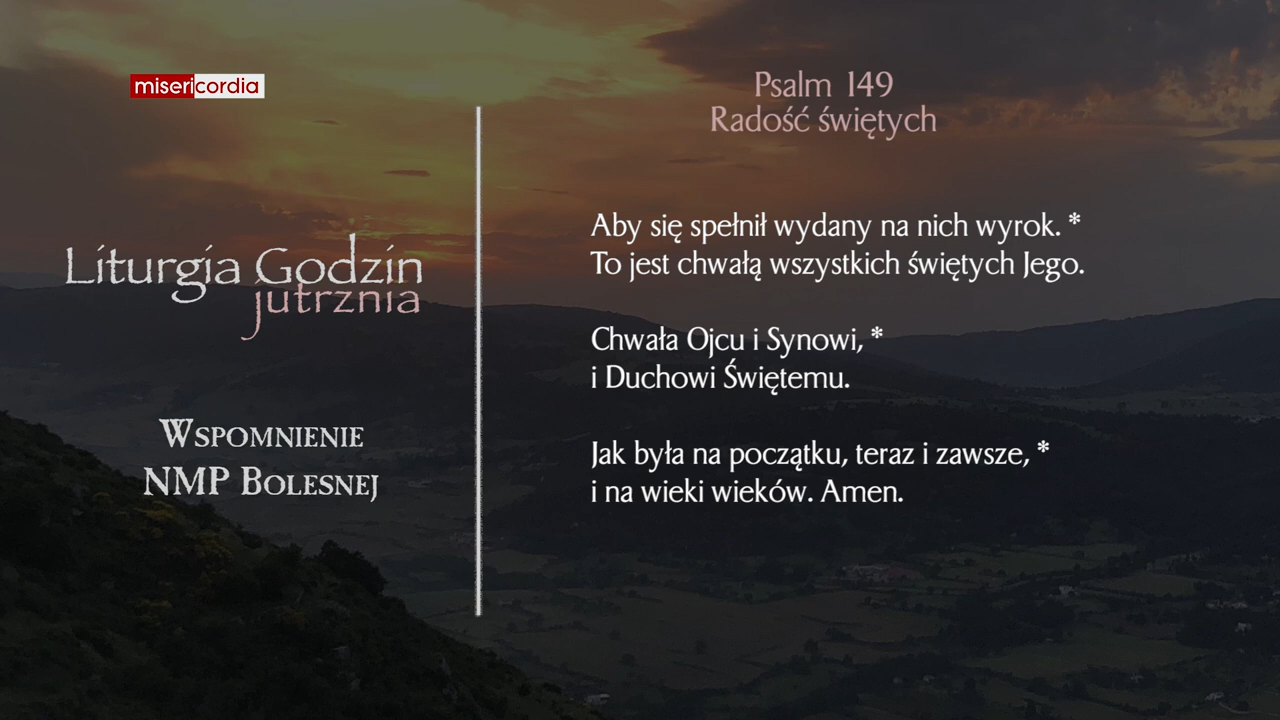 misericordia
Liturgia Godzin
jutrznia
Wspomnienie
NMP Bolesnej
Psalm 149
Radość świętych
Aby się spełnił wydany na nich wyrok. *
To jest chwałą wszystkich świętych Jego.
Chwała Ojcu i Synowi, *
i Duchowi Świętemu.
Jak była na początku, teraz i zawsze, *
i na wieki wieków. Amen.